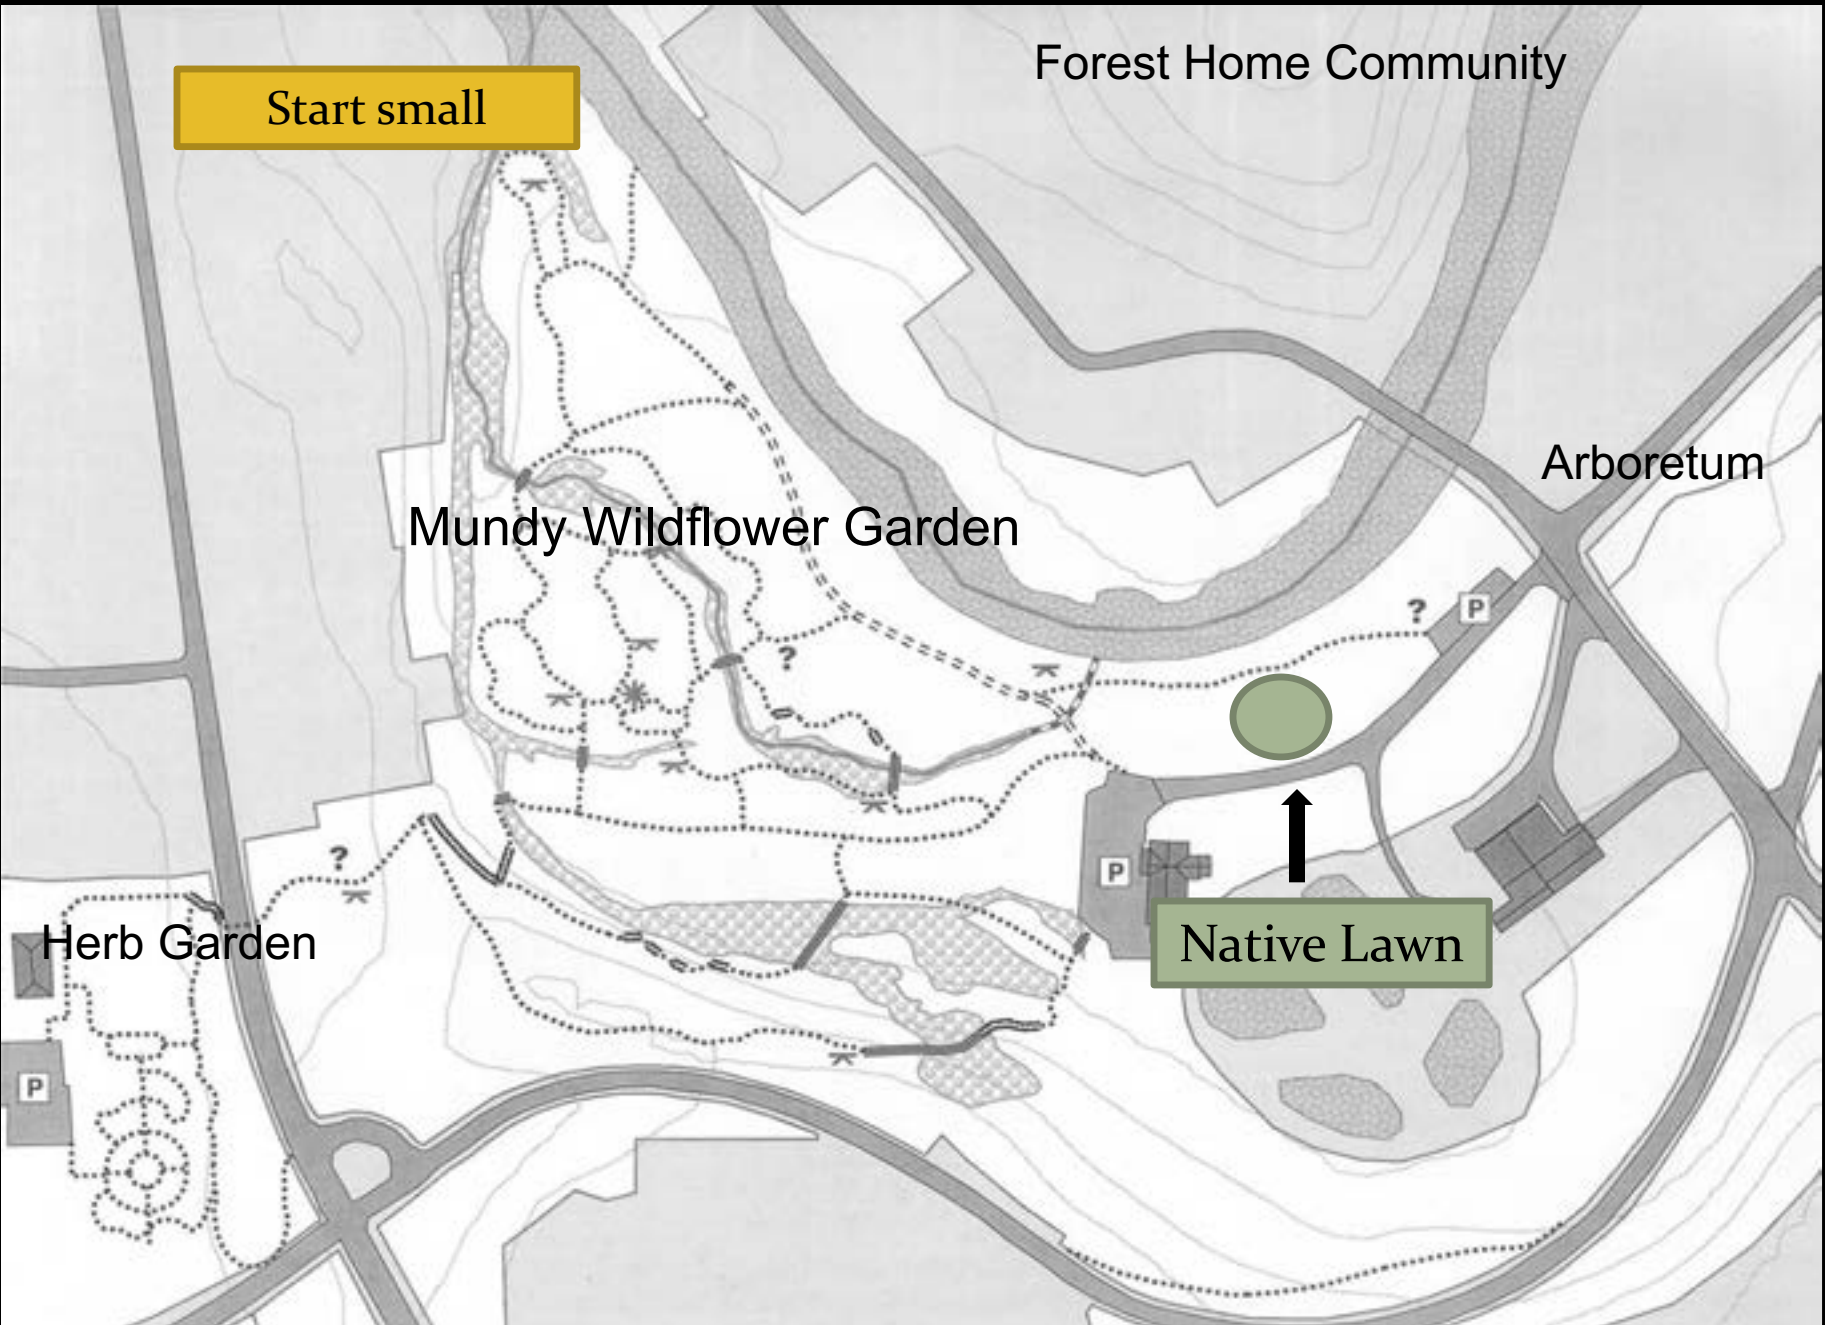 Forest Home Community
Start small
Arboretum
Mundy Wildflower Garden
?
P
?
?
P
Herb Garden
Native Lawn
P